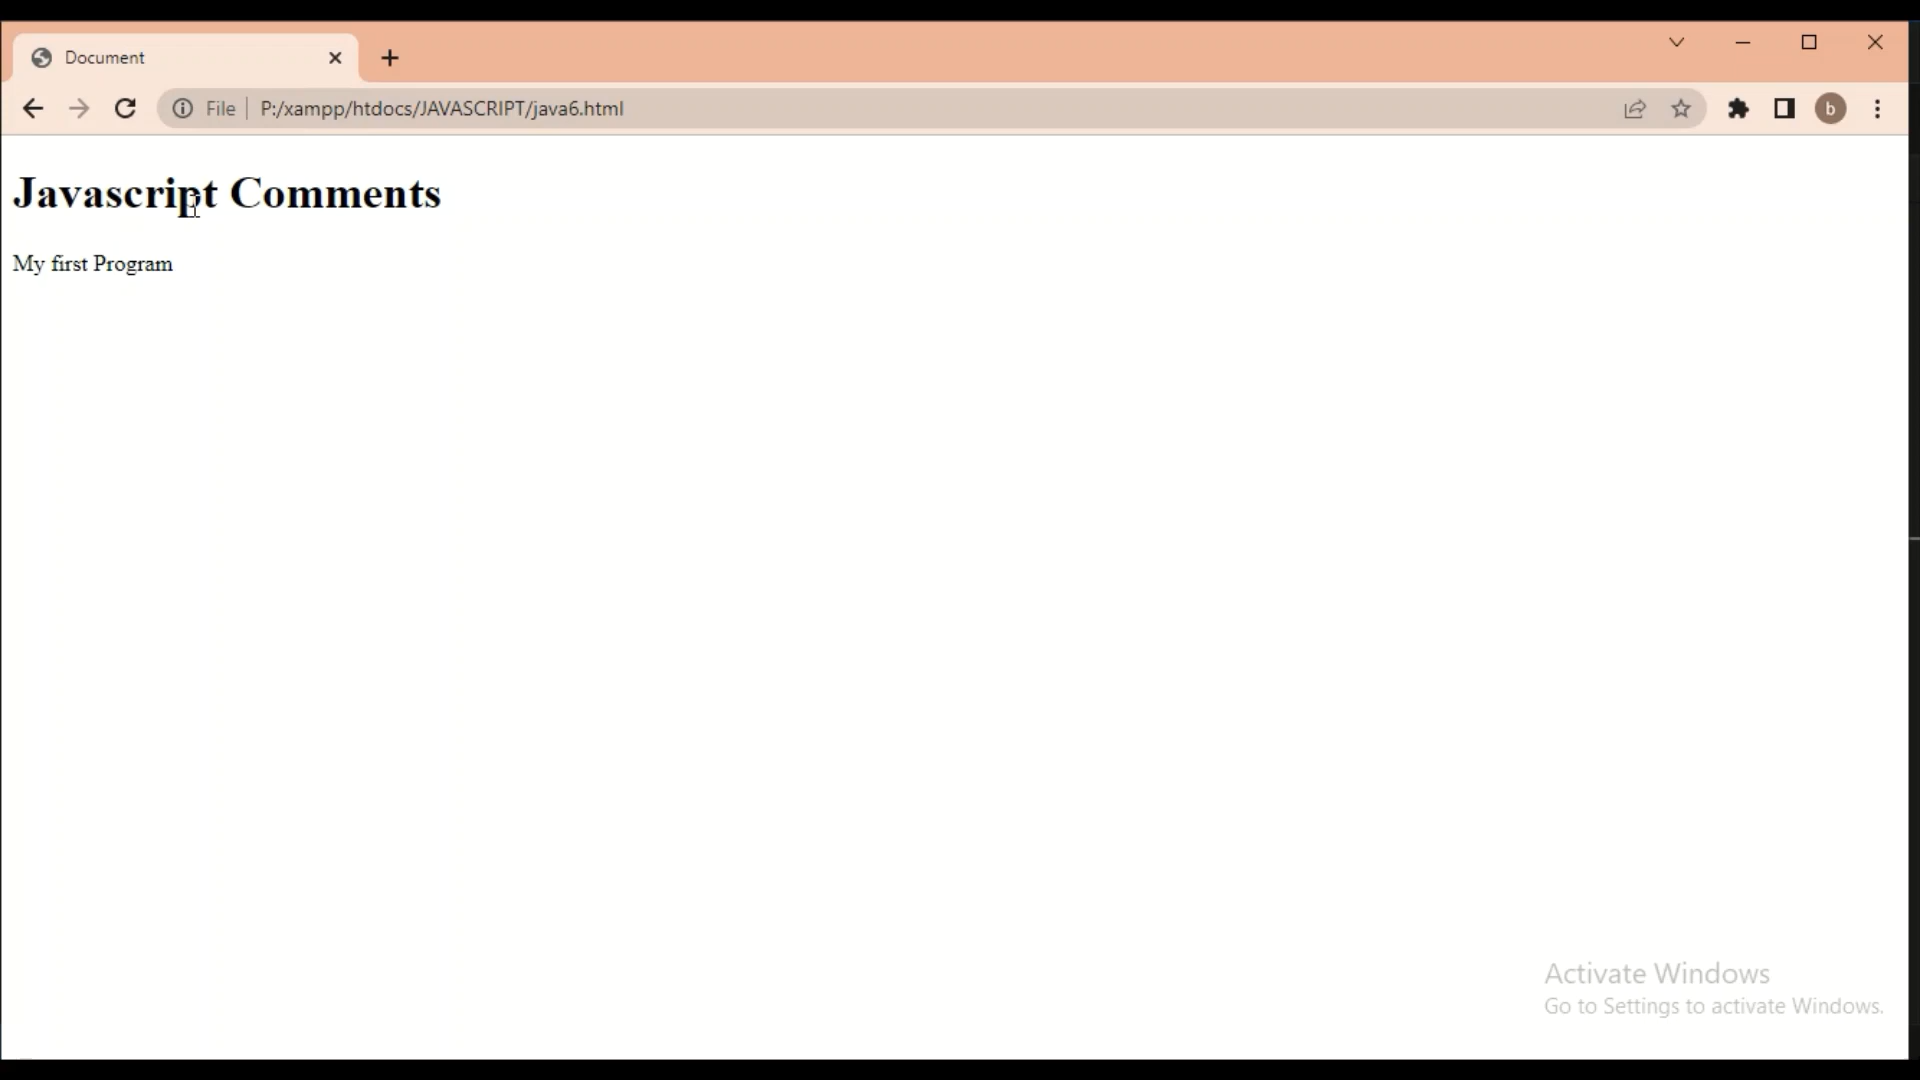 Document
File
P:/xampp/htdocs/JAVASCRIPT/java6.html
b
Javascript Comments
My first Program
Activate Windows
Go to Settings to activate Windows.